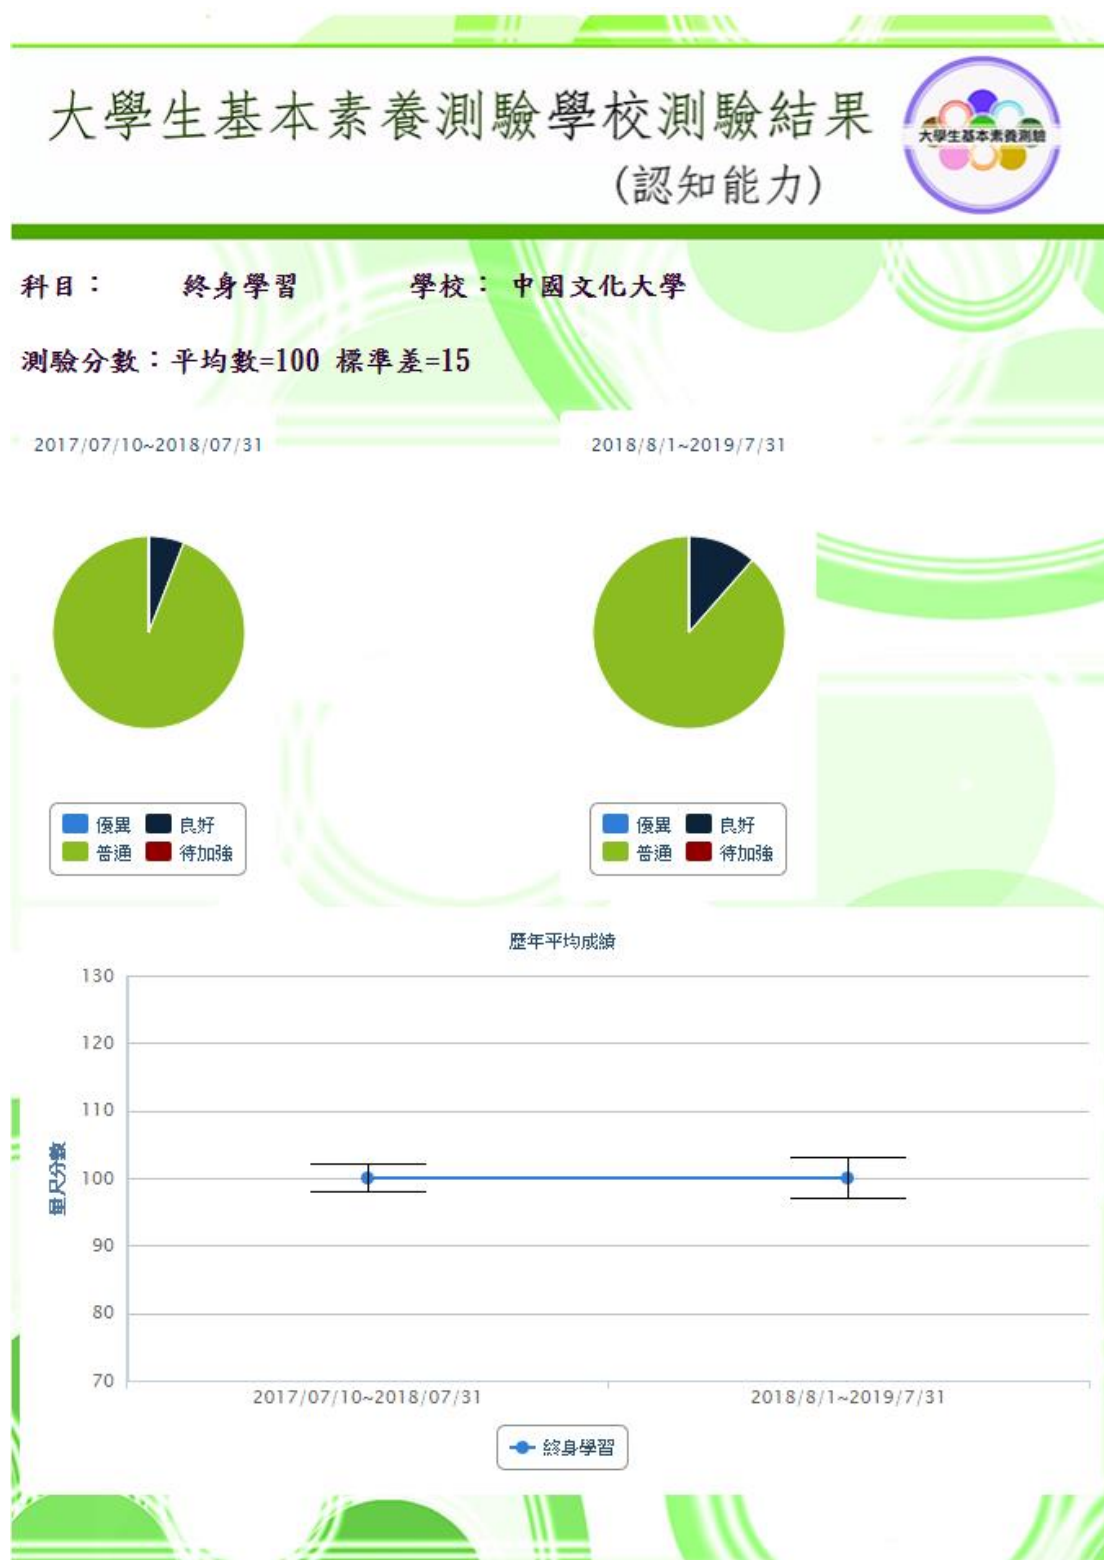 大學生基本素養測驗學校測驗結果
(認知能力)
大學生基本素養測驗
科目： 終身學習 學校： 中國文化大學
測驗分數：平均數=100 標準差=15
2017/07/10~2018/07/31
2018/8/1~2019/7/31
優異 良好
普通 待加強
優異 良好
普通 待加強
歷年平均成績
130
120
110
100
90
80
70
量尺分數
2017/07/10~2018/07/31
2018/8/1~2019/7/31
終身學習